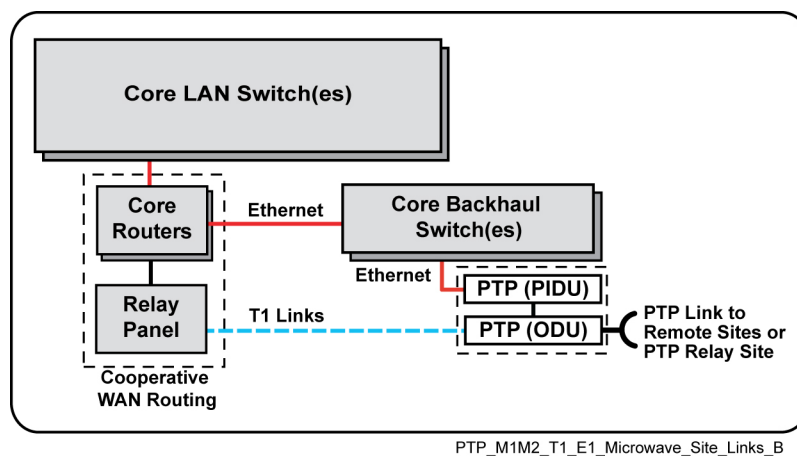 Core LAN Switch(es)
Core
Routers
Ethernet
Core Backhaul
Switch(es)
Ethernet
PTP (PIDU)
Relay
Panel
T1 Links
PTP (ODU)
PTP Link to
Remote Sites or
PTP Relay Site
Cooperative
WAN Routing
PTP_M1M2_T1_E1_Microwave_Site_Links_B